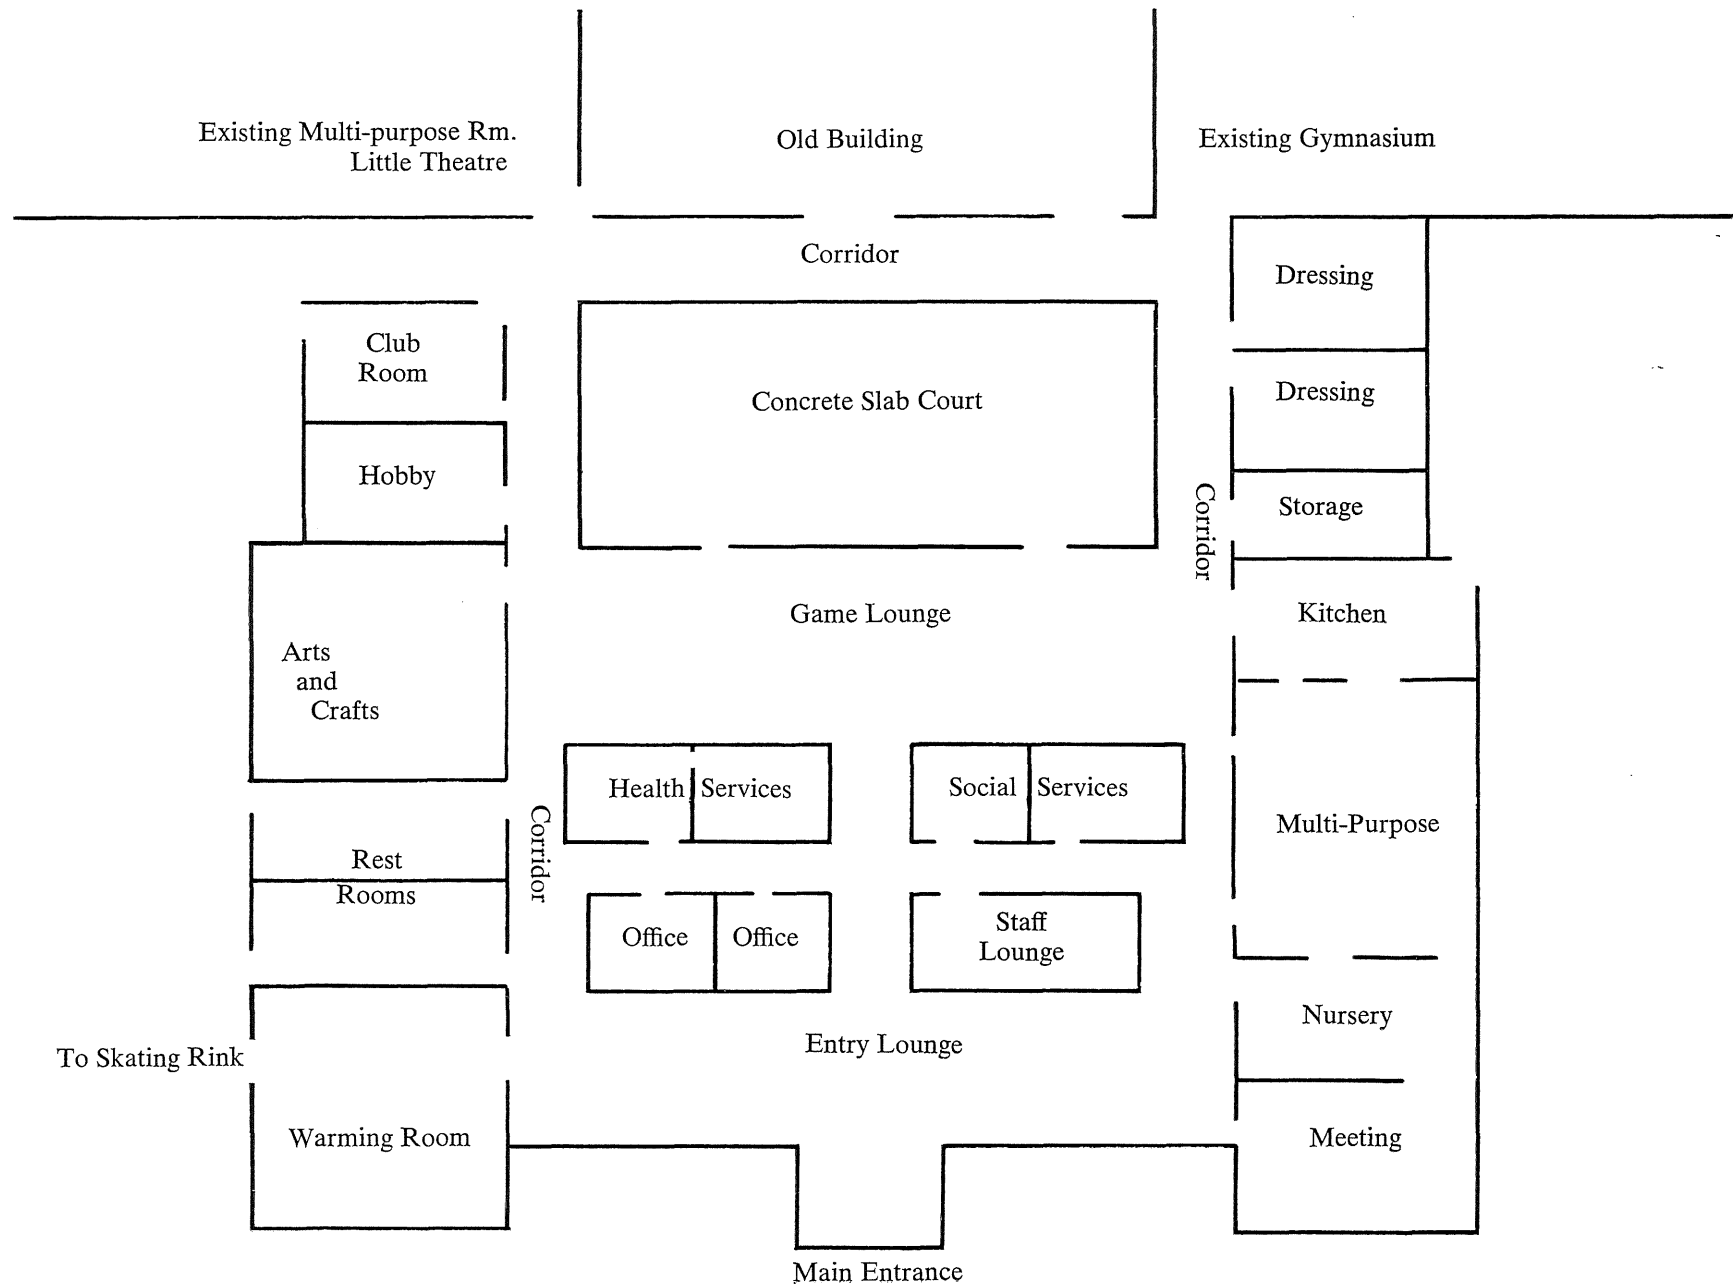 Existing Multi-purpose Rm.
Little Theatre
Old Building
Existing Gymnasium
Corridor
Dressing
Club
Room
Concrete Slab Court
Dressing
Hobby
Storage
Corridor
Game Lounge
Kitchen
Arts
and
Crafts
Health Services
Social Services
Multi-Purpose
Corridor
Rest
Rooms
Office
Office
Staff
Lounge
Nursery
Entry Lounge
To Skating Rink
Warming Room
Meeting
Main Entrance